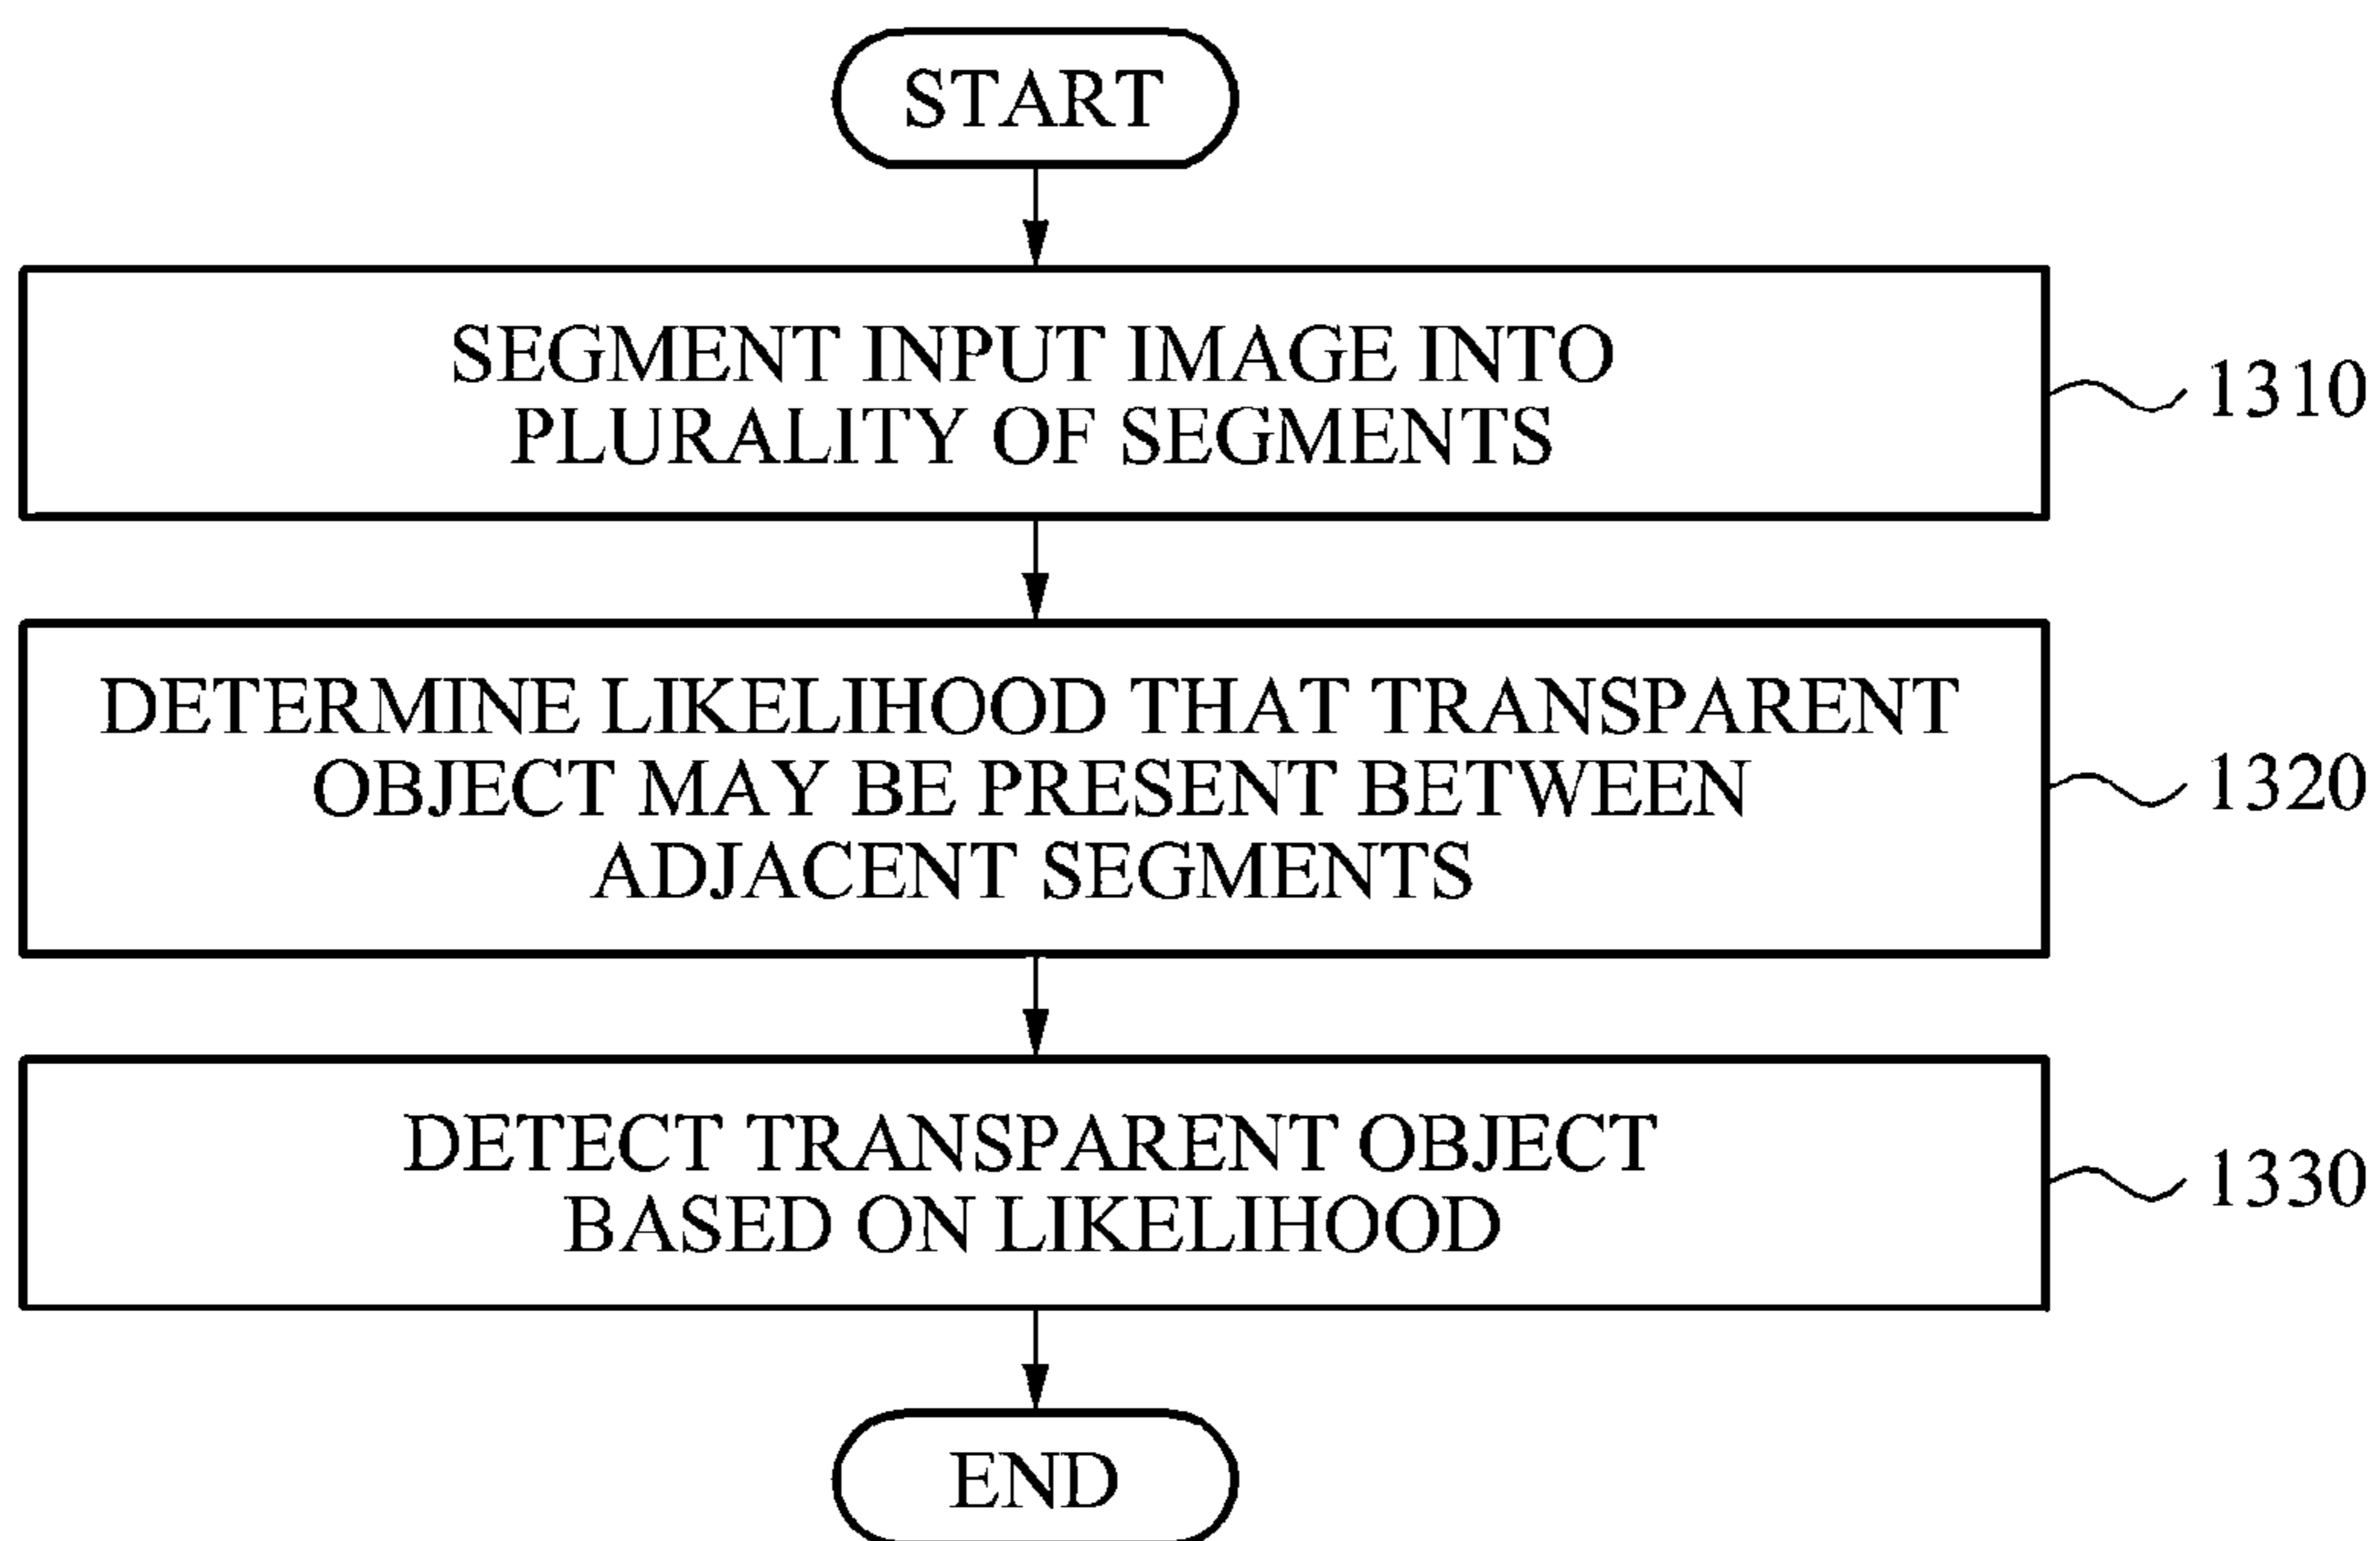 START
SEGMENT INPUT IMAGE INTO
PLURALITY OF SEGMENTS
1310
DETERMINE LIKELIHOOD THAT TRANSPARENT
OBJECT MAY BE PRESENT BETWEEN
ADJACENT SEGMENTS
1320
DETECT TRANSPARENT OBJECT
BASED ON LIKELIHOOD
1330
END